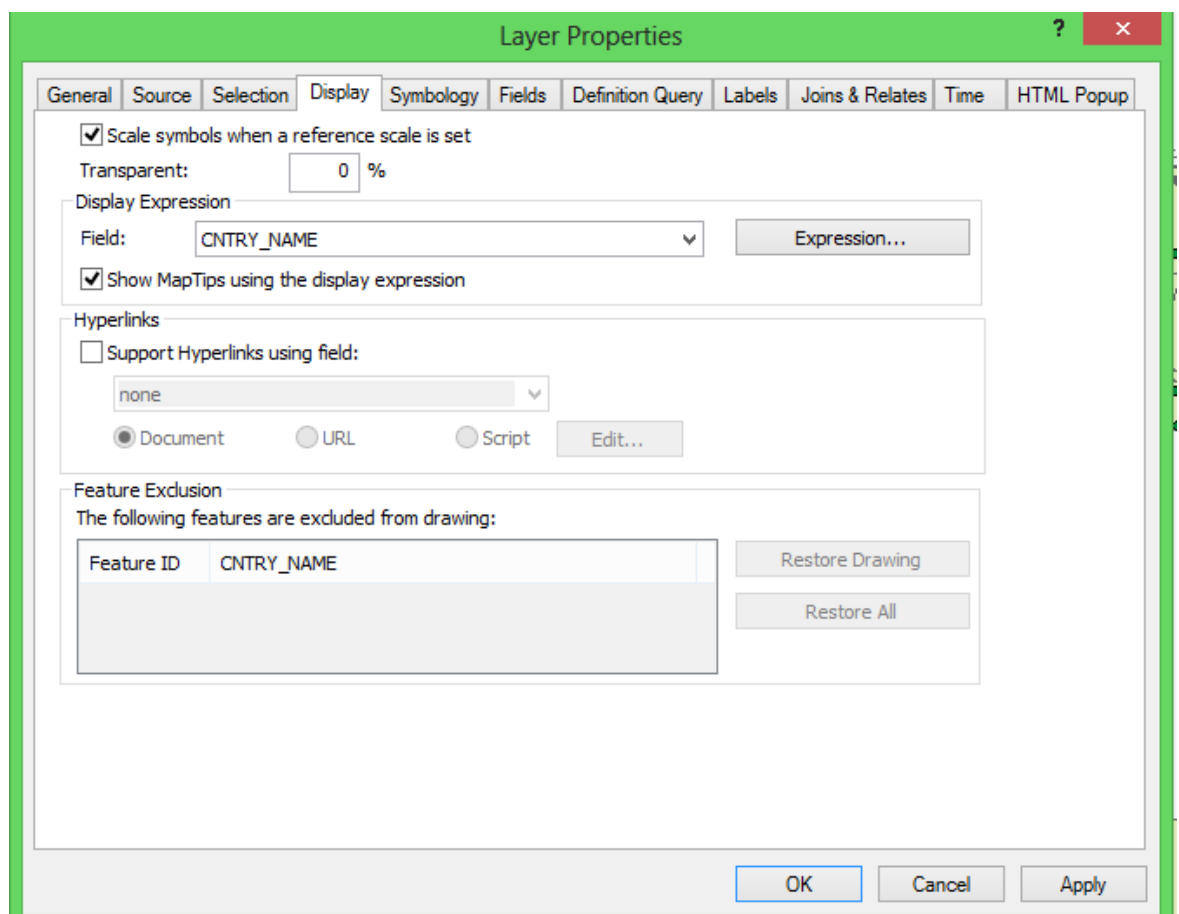 Layer Properties
? ×
General Source Selection Display Symbology Fields Definition Query Labels Joins & Relates Time HTML Popup
Scale symbols when a reference scale is set
Transparent: 0 %
Display Expression
Field: CNTRY_NAME Expression...
Show MapTips using the display expression
Hyperlinks
Support Hyperlinks using field:
none
Document URL Script Edit...
Feature Exclusion
The following features are excluded from drawing:
Feature ID CNTRY_NAME Restore Drawing
Restore All
OK Cancel Apply